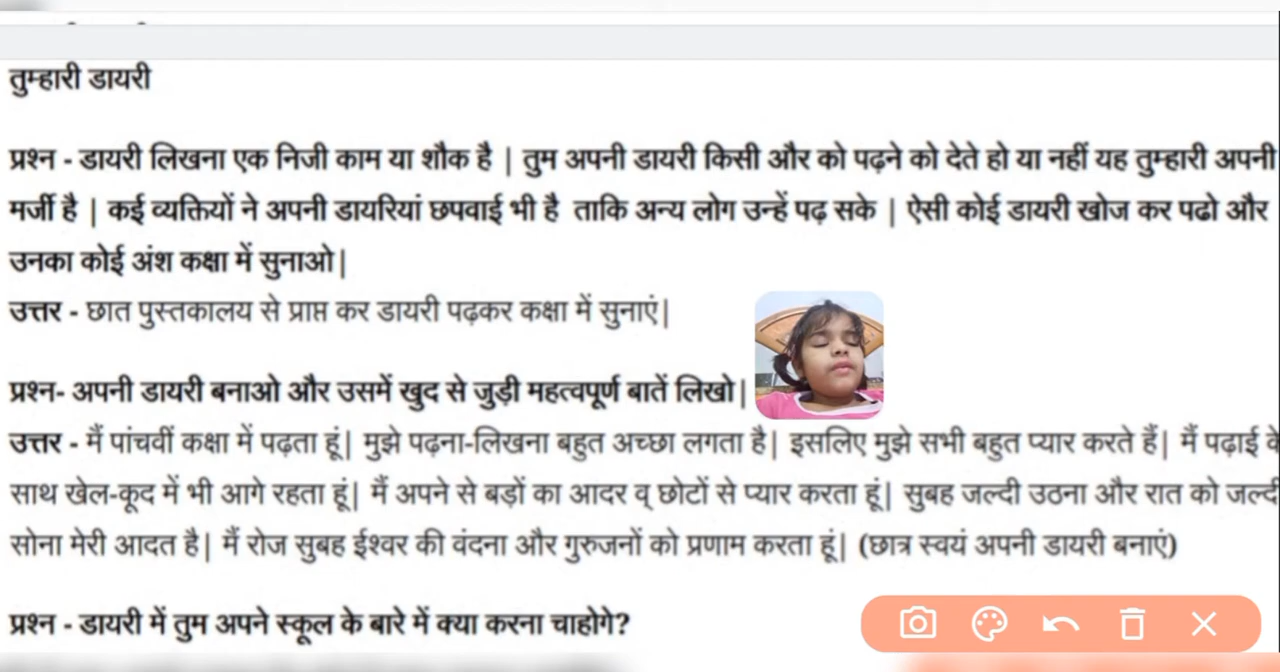 तुम्हारी डायरी
प्रश्न - डायरी लिखना एक निजी काम या शौक है | तुम अपनी डायरी किसी और को पढ़ने को देते हो या नहीं यह तुम्हारी अपनी
मर्जी है | कई व्यक्तियों ने अपनी डायरियां छपवाई भी है ताकि अन्य लोग उन्हें पढ़ सके | ऐसी कोई डायरी खोज कर पढो और
उनका कोई अंश कक्षा में सुनाओ|
उत्तर - छात पुस्तकालय से प्राप्त कर डायरी पढ़कर कक्षा में सुनाएं|
प्रश्न- अपनी डायरी बनाओ और उसमें खुद से जुड़ी महत्वपूर्ण बातें लिखो|
उत्तर - मैं पांचवीं कक्षा में पढ़ता हूं| मुझे पढ़ना-लिखना बहुत अच्छा लगता है| इसलिए मुझे सभी बहुत प्यार करते हैं| मैं पढ़ाई के
साथ खेल-कूद में भी आगे रहता हूं| मैं अपने से बड़ों का आदर व् छोटों से प्यार करता हूं| सुबह जल्दी उठना और रात को जल्दी
सोना मेरी आदत है| मैं रोज सुबह ईश्वर की वंदना और गुरुजनों को प्रणाम करता हूं| (छात्र स्वयं अपनी डायरी बनाएं)
प्रश्न - डायरी में तुम अपने स्कूल के बारे में क्या करना चाहोगे?